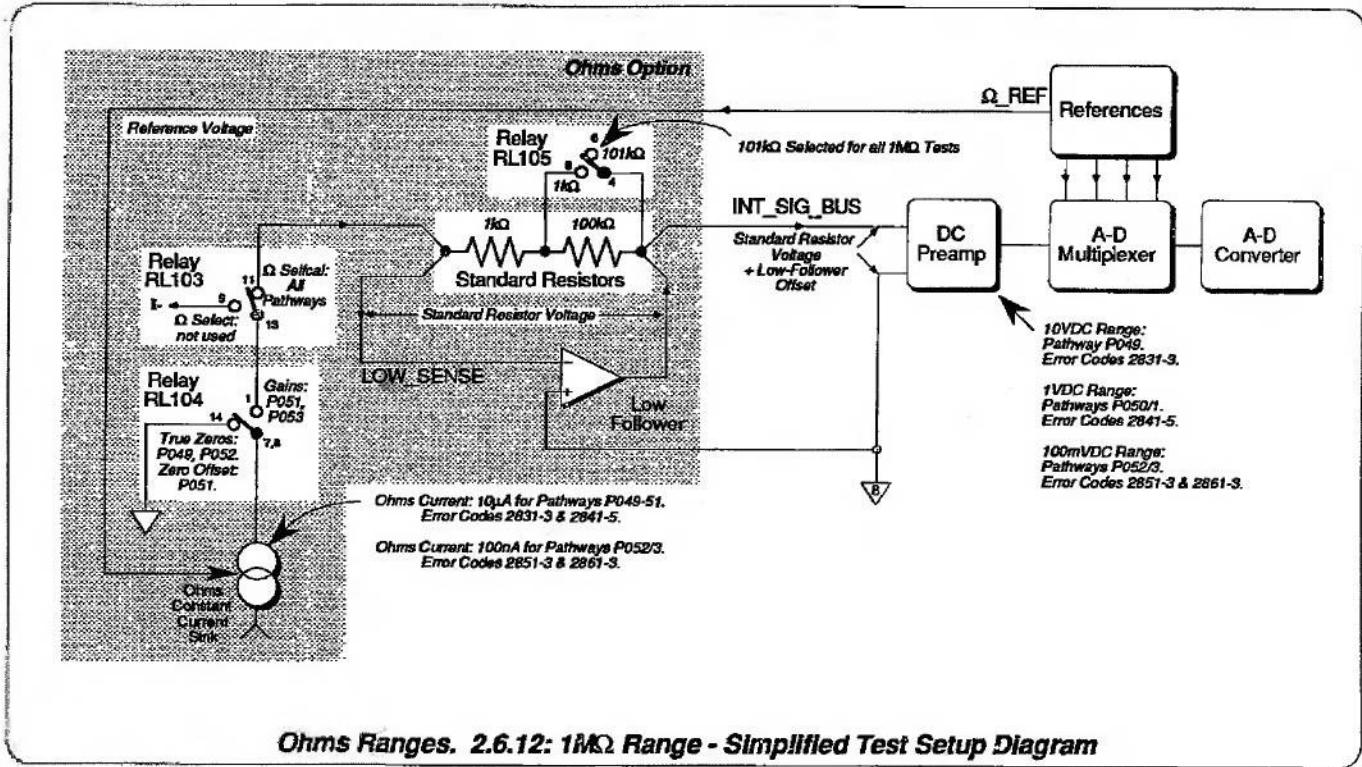 Ohms Option
Ω_REF
References
Reference Voltage
Relay
RL105
6
101kΩ
8
1kΩ
4
101kΩ Selected for all 1MΩ Tests
1kΩ
100kΩ
Standard Resistors
Standard Resistor Voltage
INT_SIG_BUS
Standard Resistor
Voltage
+ Low-Follower
Offset
DC
Preamp
A-D
Multiplexer
A-D
Converter
Relay
RL103
11
Ω Selfcal:
All
Pathways
9
I-
Ω Select:
not used
13
LOW_SENSE
−
+
Low
Follower
Relay
RL104
1
Gains:
P051,
P053
14
7,8
True Zeros:
P049, P052.
Zero Offset:
P051.
10VDC Range:
Pathway P049.
Error Codes 2831-3.
1VDC Range:
Pathways P050/1.
Error Codes 2841-5.
100mVDC Range:
Pathways P052/3.
Error Codes 2851-3 & 2861-3.
8
Ohms Current: 10µA for Pathways P049-51.
Error Codes 2831-3 & 2841-5.
Ohms Current: 100nA for Pathways P052/3.
Error Codes 2851-3 & 2861-3.
Ohms
Constant
Current
Sink
Ohms Ranges. 2.6.12: 1MΩ Range - Simplified Test Setup Diagram